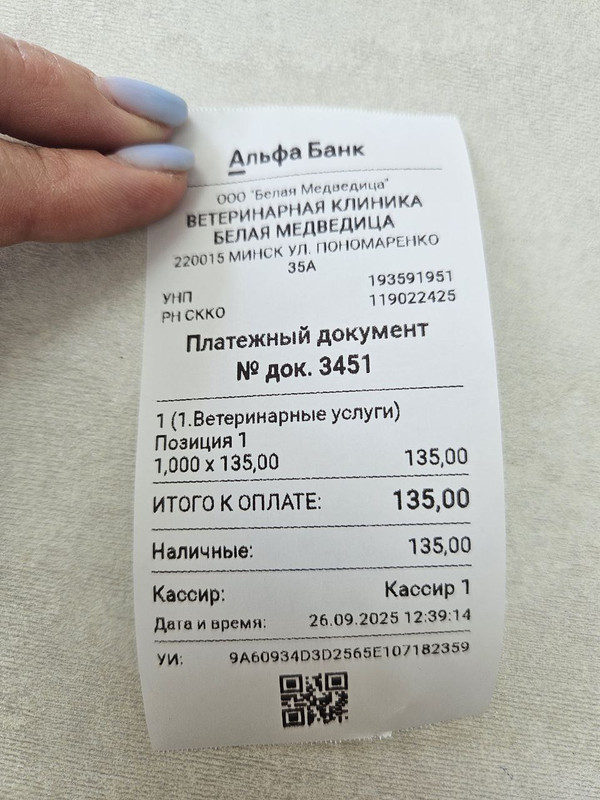 Альфа Банк
ООО "Белая Медведица"
ВЕТЕРИНАРНАЯ КЛИНИКА
БЕЛАЯ МЕДВЕДИЦА
220015 МИНСК УЛ. ПОНОМАРЕНКО
35А
УНП 193591951
РН СККО 119022425
Платежный документ
№ док. 3451
1 (1.Ветеринарные услуги)
Позиция 1
1,000 x 135,00 135,00
ИТОГО К ОПЛАТЕ: 135,00
Наличные: 135,00
Кассир: Кассир 1
Дата и время: 26.09.2025 12:39:14
УИ: 9A60934D3D2565E107182359